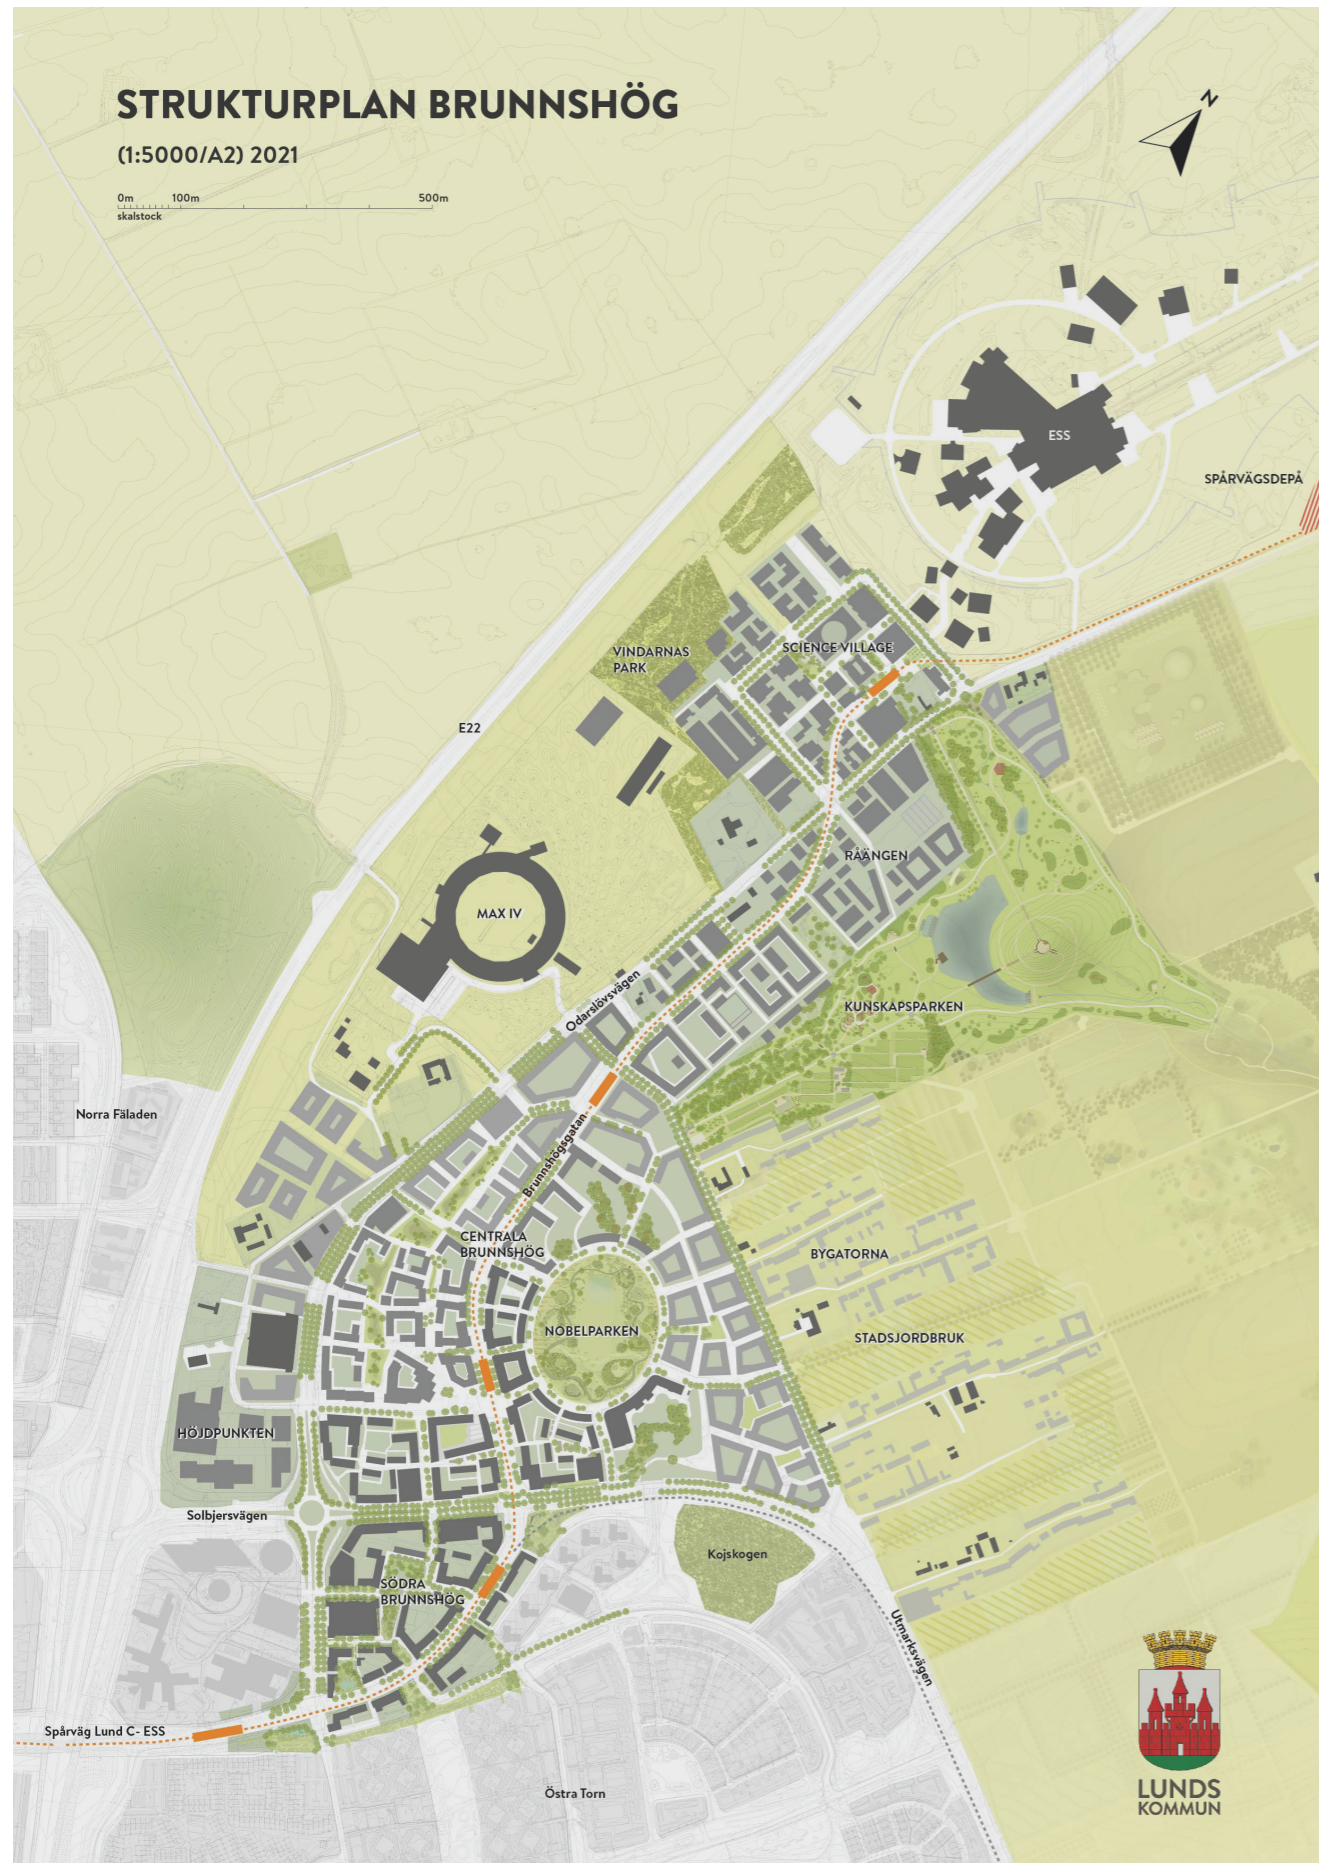 STRUKTURPLAN BRUNNSHÖG
(1:5000/A2) 2021
0m 100m 500m
skalstock
N
ESS
SPÅRVÄGSDEPÅ
SCIENCE VILLAGE
VINDARNAS
PARK
E22
RÅÄNGEN
MAX IV
Odarslövsvägen
KUNSKAPSPARKEN
Norra Fäladen
Brunnshögsgatan
CENTRALA
BRUNNSHÖG
BYGATORNA
NOBELPARKEN
STADSJORDBRUK
HÖJDPUNKTEN
Solbjersvägen
Kojskogen
SÖDRA
BRUNNSHÖG
Utmarksvägen
Spårväg Lund C- ESS
Östra Torn
LUNDS
KOMMUN